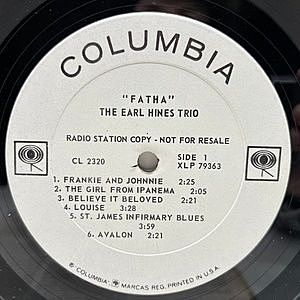 COLUMBIA
"FATHA"
THE EARL HINES TRIO
RADIO STATION COPY - NOT FOR RESALE
CL 2320
SIDE 1
XLP 79363
1. FRANKIE AND JOHNNIE 2:25
2. THE GIRL FROM IPANEMA 2:05
3. BELIEVE IT BELOVED 2:21
4. LOUISE 3:28
5. ST. JAMES INFIRMARY BLUES
3:59
6. AVALON 2:21
© COLUMBIA MARCAS REG. PRINTED IN U.S.A.